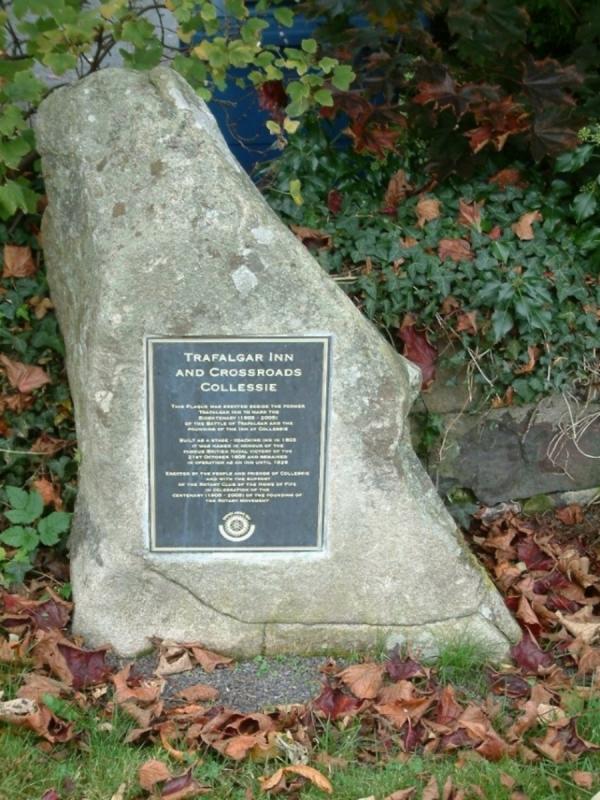 TRAFALGAR INN
AND CROSSROADS
COLLESSIE
THIS PLAQUE WAS ERECTED BESIDE THE FORMER
TRAFALGAR INN TO MARK THE
BICENTENARY (1805 - 2005)
OF THE BATTLE OF TRAFALGAR AND THE
FOUNDING OF THE INN AT COLLESSIE
BUILT AS A STAGE - COACHING INN IN 1805
IT WAS NAMED IN HONOUR OF THE
FAMOUS BRITISH NAVAL VICTORY OF THE
21ST OCTOBER 1805 AND REMAINED
IN OPERATION AS AN INN UNTIL 1929
ERECTED BY THE PEOPLE AND FRIENDS OF COLLESSIE
AND WITH THE SUPPORT
OF THE ROTARY CLUB OF THE HOWE OF FIFE
IN CELEBRATION OF THE
CENTENARY (1905 - 2005) OF THE FOUNDING OF
THE ROTARY MOVEMENT